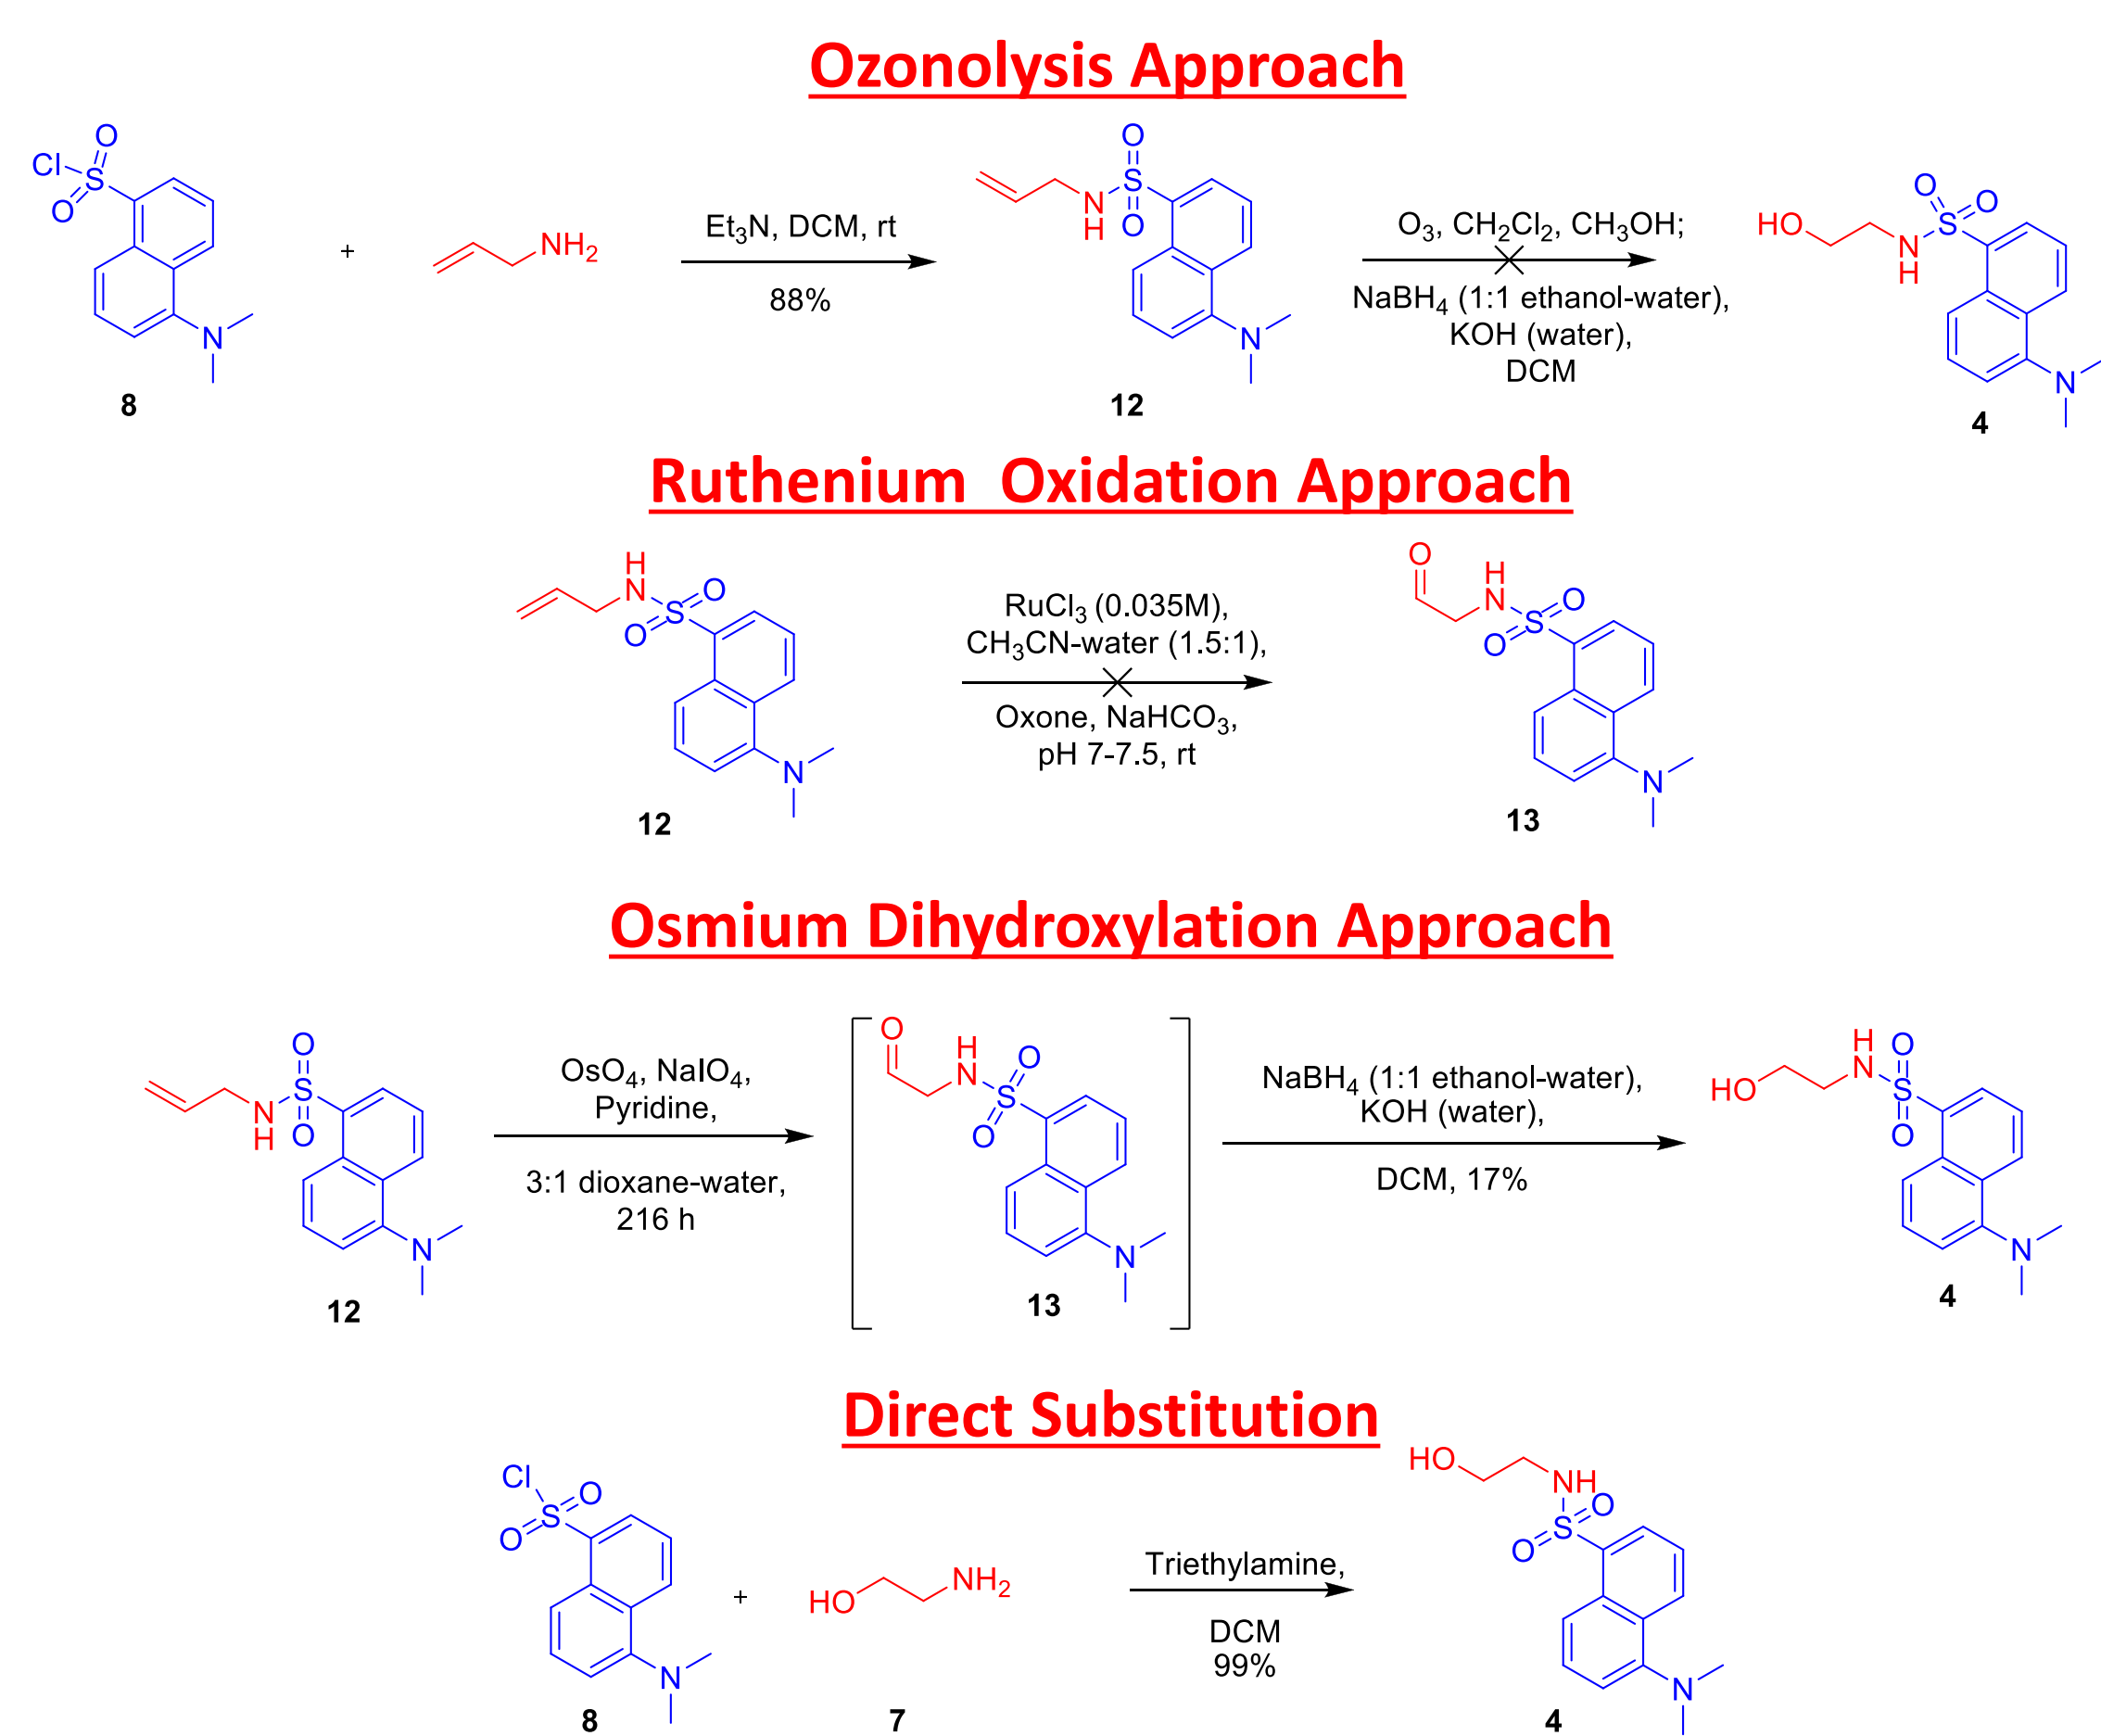 Ozonolysis Approach
Cl
O
S
O
N
8
+
NH2
Et3N, DCM, rt
88%
O
S
O
N
H
N
12
O3, CH2Cl2, CH3OH;
NaBH4 (1:1 ethanol-water),
KOH (water),
DCM
HO
O
O
S
N
H
N
4
Ruthenium Oxidation Approach
H
N
O
S
O
N
12
RuCl3 (0.035M),
CH3CN-water (1.5:1),
Oxone, NaHCO3,
pH 7-7.5, rt
O
H
N
O
S
O
N
13
Osmium Dihydroxylation Approach
O
S
O
N
H
N
12
OsO4, NaIO4,
Pyridine,
3:1 dioxane-water,
216 h
O
H
N
O
S
O
N
13
NaBH4 (1:1 ethanol-water),
KOH (water),
DCM, 17%
H
N
O
S
O
HO
N
4
Direct Substitution
Cl
O
S
O
N
8
+
HO
NH2
7
Triethylamine,
DCM
99%
HO
NH
O
S
O
N
4